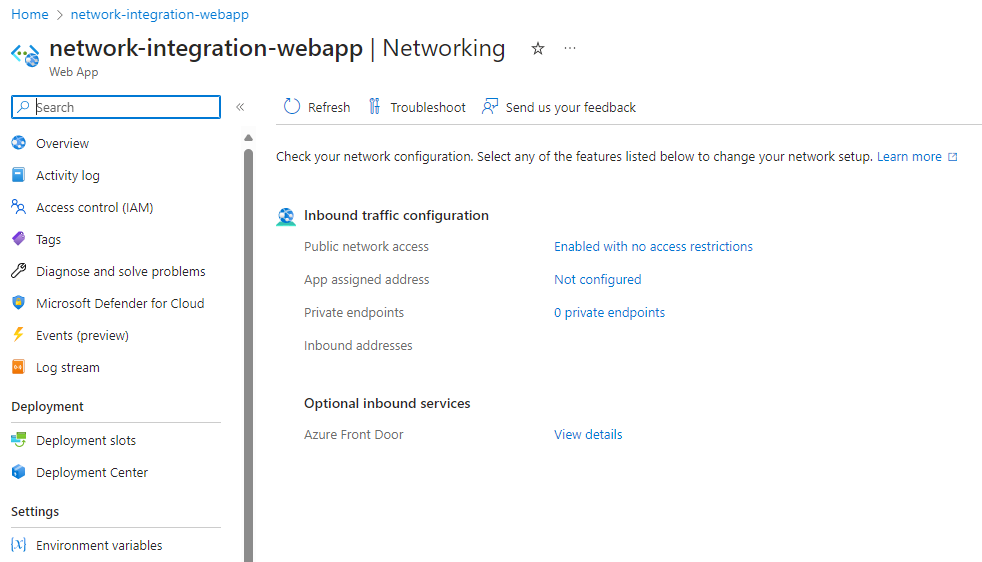 Home > network-integration-webapp
network-integration-webapp | Networking
Web App
Search
Refresh Troubleshoot Send us your feedback
Overview
Activity log
Access control (IAM)
Tags
Diagnose and solve problems
Microsoft Defender for Cloud
Events (preview)
Log stream
Deployment
Deployment slots
Deployment Center
Settings
Environment variables
Check your network configuration. Select any of the features listed below to change your network setup. Learn more
Inbound traffic configuration
Public network access Enabled with no access restrictions
App assigned address Not configured
Private endpoints 0 private endpoints
Inbound addresses
Optional inbound services
Azure Front Door View details